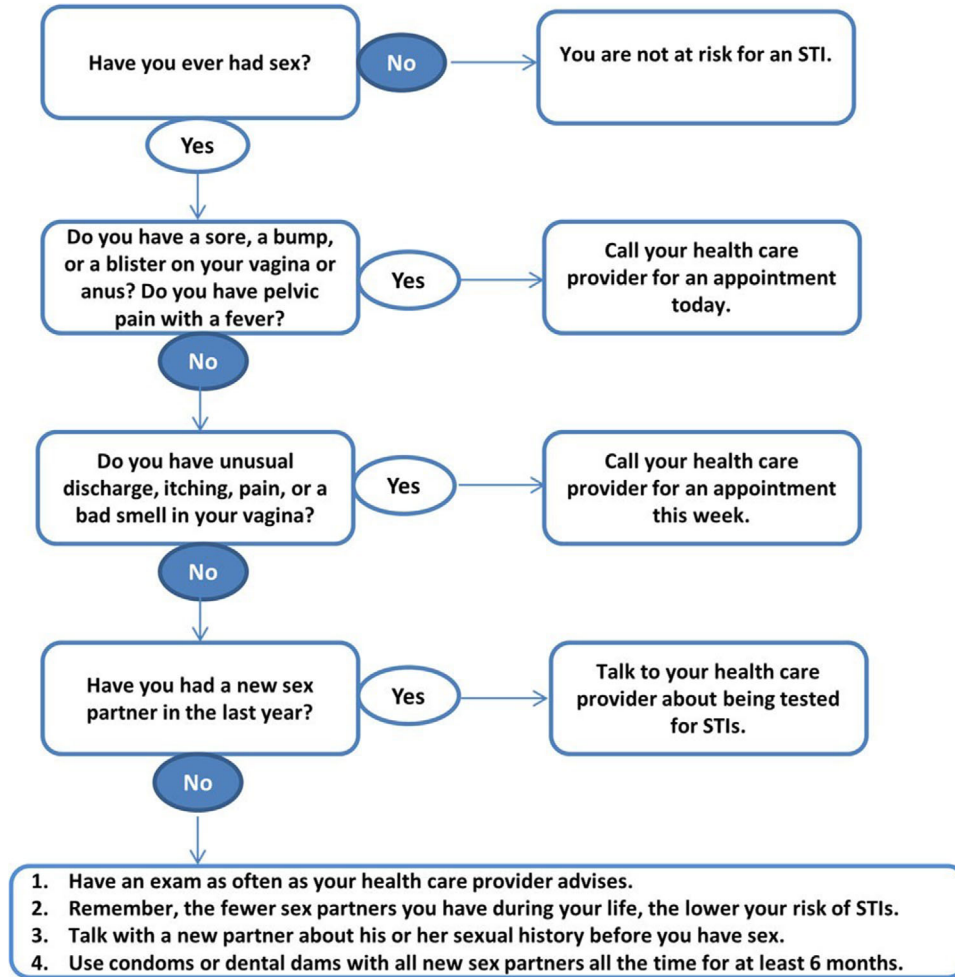 Have you ever had sex?
No
You are not at risk for an STI.
Yes
Do you have a sore, a bump,
or a blister on your vagina or
anus? Do you have pelvic
pain with a fever?
Yes
Call your health care
provider for an appointment
today.
No
Do you have unusual
discharge, itching, pain, or a
bad smell in your vagina?
Yes
Call your health care
provider for an appointment
this week.
No
Have you had a new sex
partner in the last year?
Yes
Talk to your health care
provider about being tested
for STIs.
No
1. Have an exam as often as your health care provider advises.
2. Remember, the fewer sex partners you have during your life, the lower your risk of STIs.
3. Talk with a new partner about his or her sexual history before you have sex.
4. Use condoms or dental dams with all new sex partners all the time for at least 6 months.